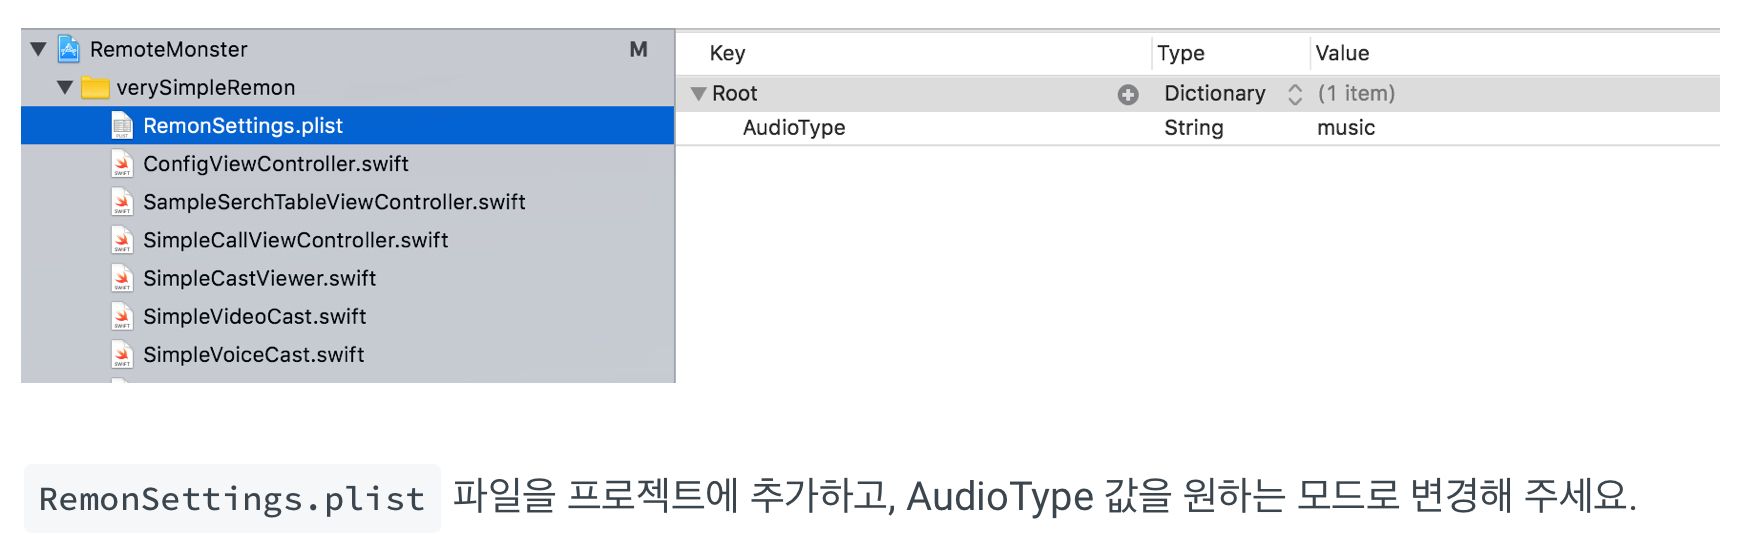 RemoteMonster M
verySimpleRemon
RemonSettings.plist
ConfigViewController.swift
SampleSerchTableViewController.swift
SimpleCallViewController.swift
SimpleCastViewer.swift
SimpleVideoCast.swift
SimpleVoiceCast.swift
Key Type Value
Root Dictionary (1 item)
AudioType String music
RemonSettings.plist 파일을 프로젝트에 추가하고, AudioType 값을 원하는 모드로 변경해 주세요.